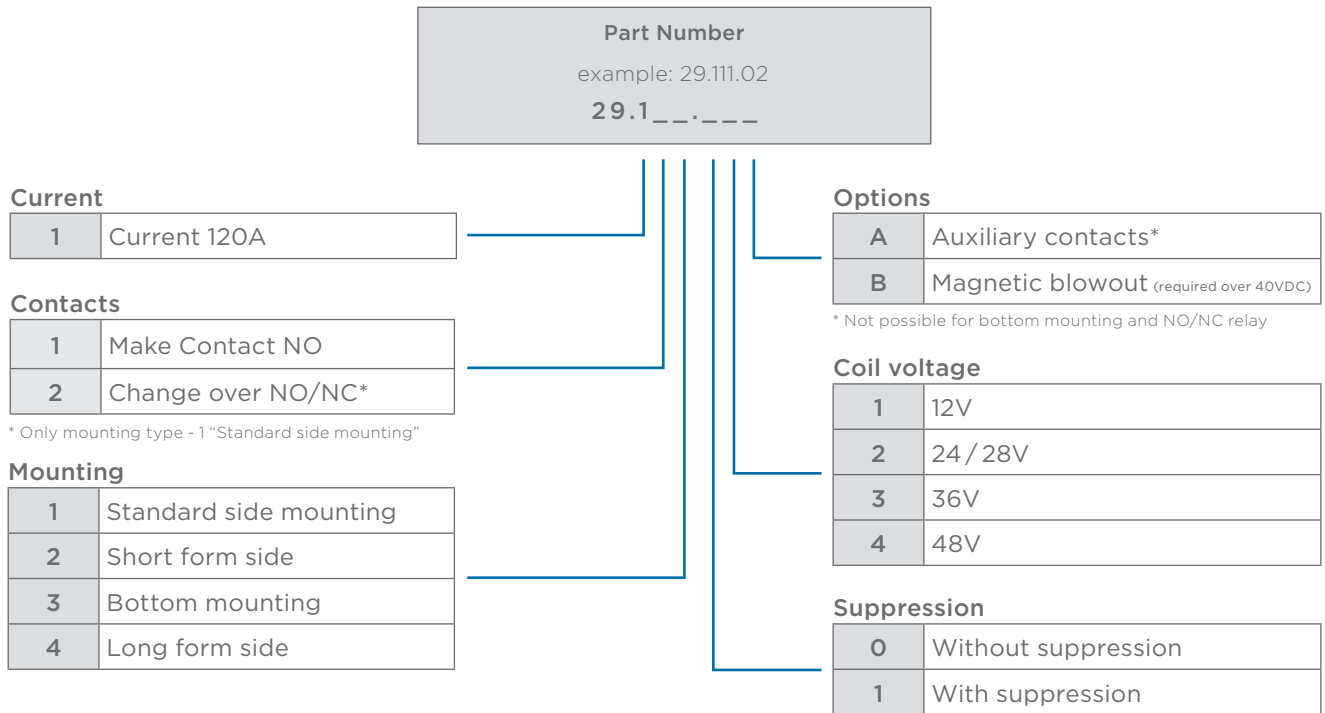 Part Number
example: 29.111.02
29.1__.___
Current
1 Current 120A
Contacts
1 Make Contact NO
2 Change over NO/NC*
* Only mounting type - 1 “Standard side mounting”
Mounting
1 Standard side mounting
2 Short form side
3 Bottom mounting
4 Long form side
Options
A Auxiliary contacts*
B Magnetic blowout (required over 40VDC)
* Not possible for bottom mounting and NO/NC relay
Coil voltage
1 12V
2 24 / 28V
3 36V
4 48V
Suppression
0 Without suppression
1 With suppression